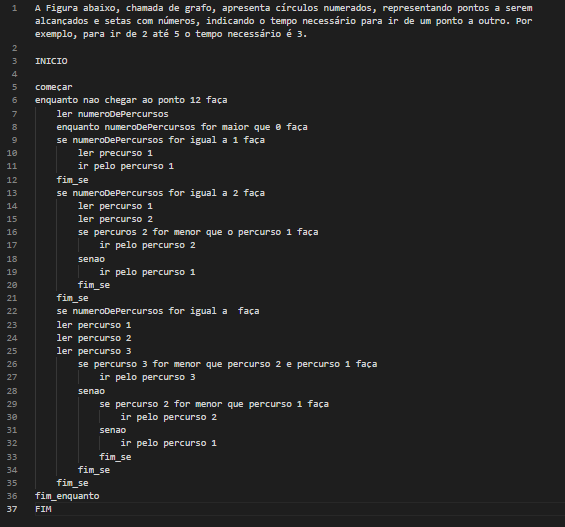 1 A Figura abaixo, chamada de grafo, apresenta círculos numerados, representando pontos a serem
alcançados e setas com números, indicando o tempo necessário para ir de um ponto a outro. Por
exemplo, para ir de 2 até 5 o tempo necessário é 3.
2
3 INICIO
4
5 começar
6 enquanto nao chegar ao ponto 12 faça
7 ler numeroDePercursos
8 enquanto numeroDePercursos for maior que 0 faça
9 se numeroDePercursos for igual a 1 faça
10 ler precurso 1
11 ir pelo percurso 1
12 fim_se
13 se numeroDePercursos for igual a 2 faça
14 ler percurso 1
15 ler percurso 2
16 se percuros 2 for menor que o percurso 1 faça
17 ir pelo percurso 2
18 senao
19 ir pelo percurso 1
20 fim_se
21 fim_se
22 se numeroDePercursos for igual a  faça
23 ler percurso 1
24 ler percurso 2
25 ler percurso 3
26 se percurso 3 for menor que percurso 2 e percurso 1 faça
27 ir pelo percurso 3
28 senao
29 se percurso 2 for menor que percurso 1 faça
30 ir pelo percurso 2
31 senao
32 ir pelo percurso 1
33 fim_se
34 fim_se
35 fim_se
36 fim_enquanto
37 FIM